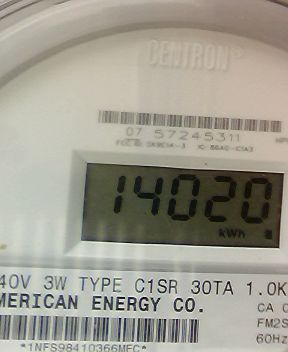 CENTRON®
07 57245311
14020
kWh
40V 3W TYPE C1SR 30TA 1.0K
MERICAN ENERGY CO.
CA
FM2S
60Hz
*1NFS98410366MEC*